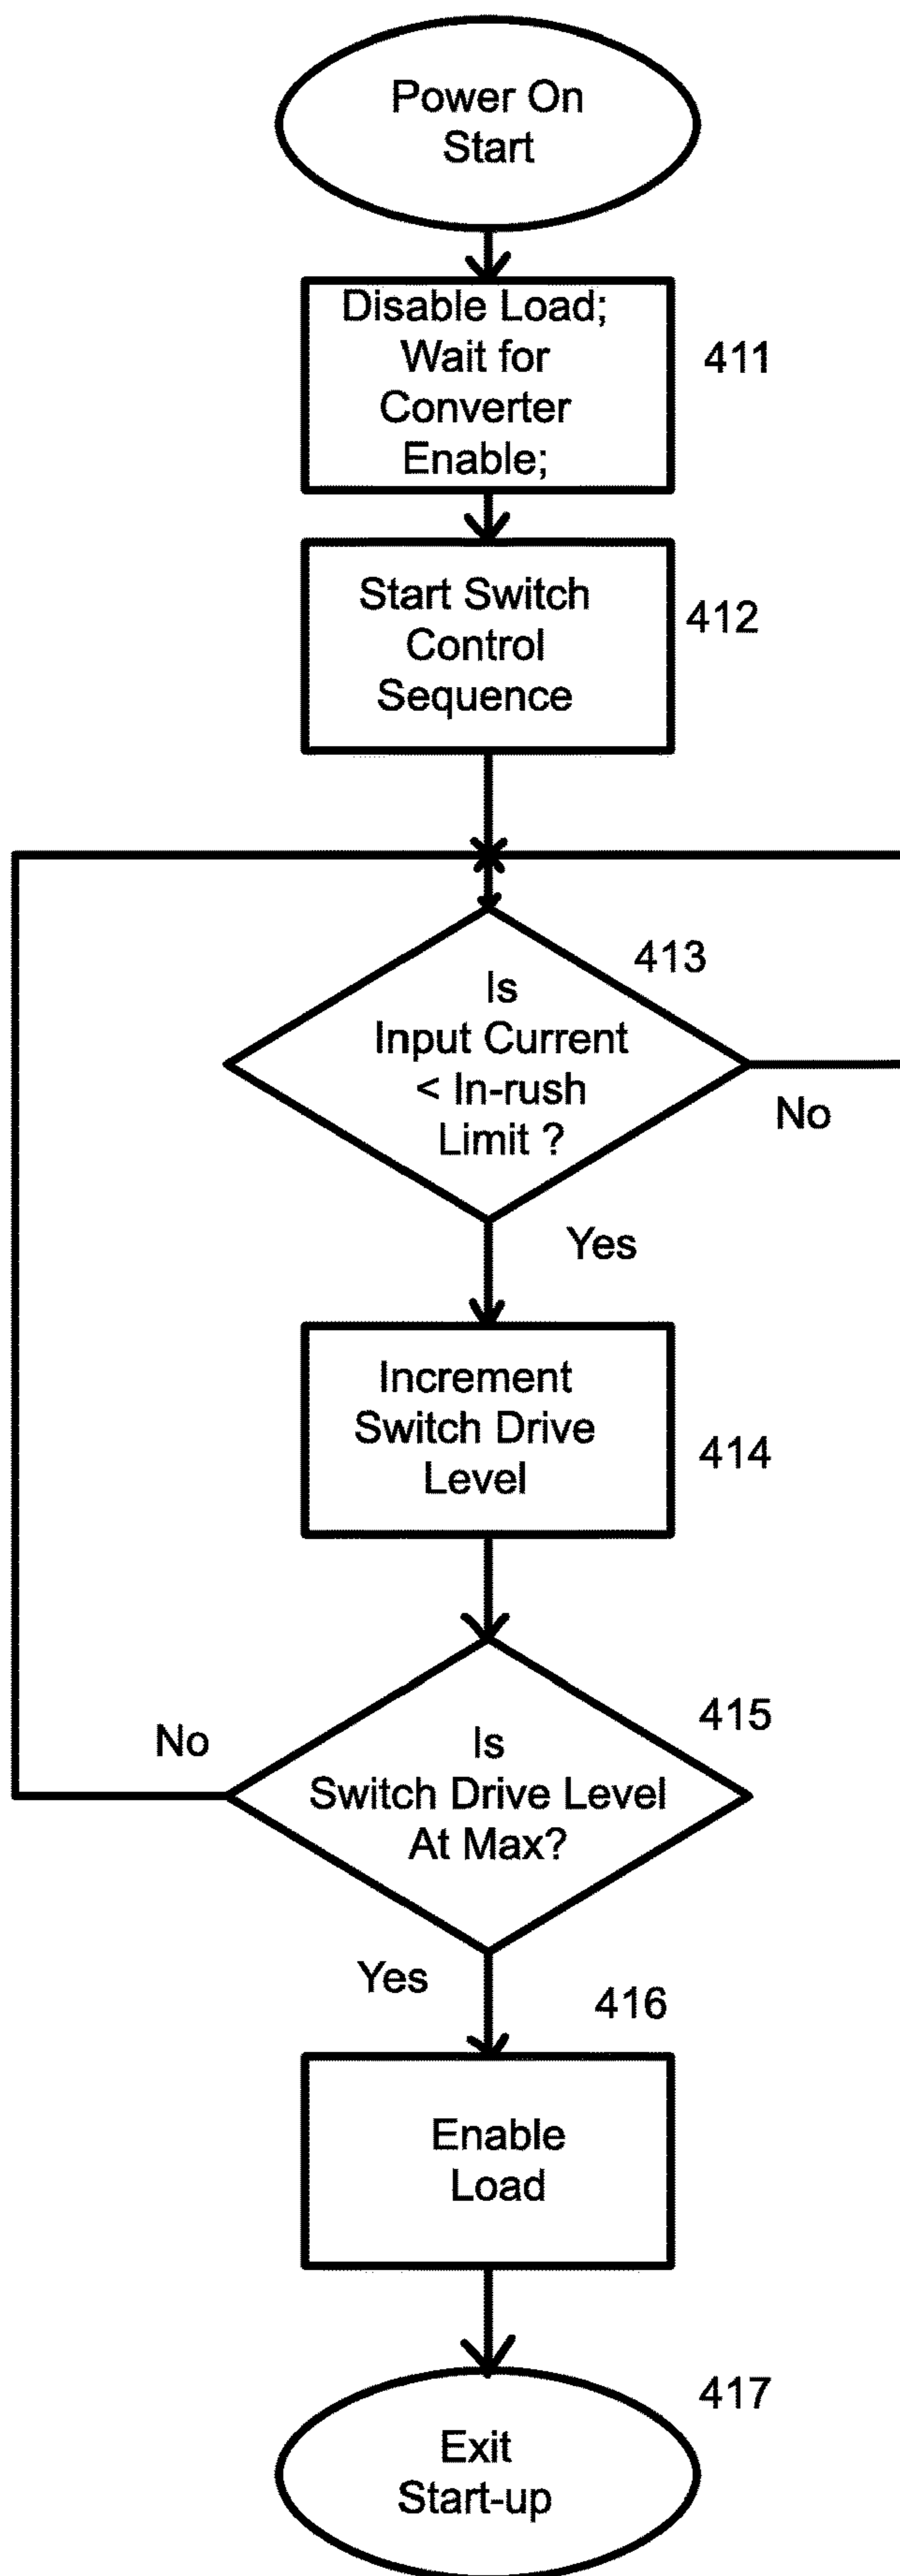 Power On
Start
Disable Load;
Wait for
Converter
Enable;
411
Start Switch
Control
Sequence
412
413
Is
Input Current
< In-rush
Limit ?
No
Yes
Increment
Switch Drive
Level
414
415
No
Is
Switch Drive Level
At Max?
Yes
416
Enable
Load
417
Exit
Start-up